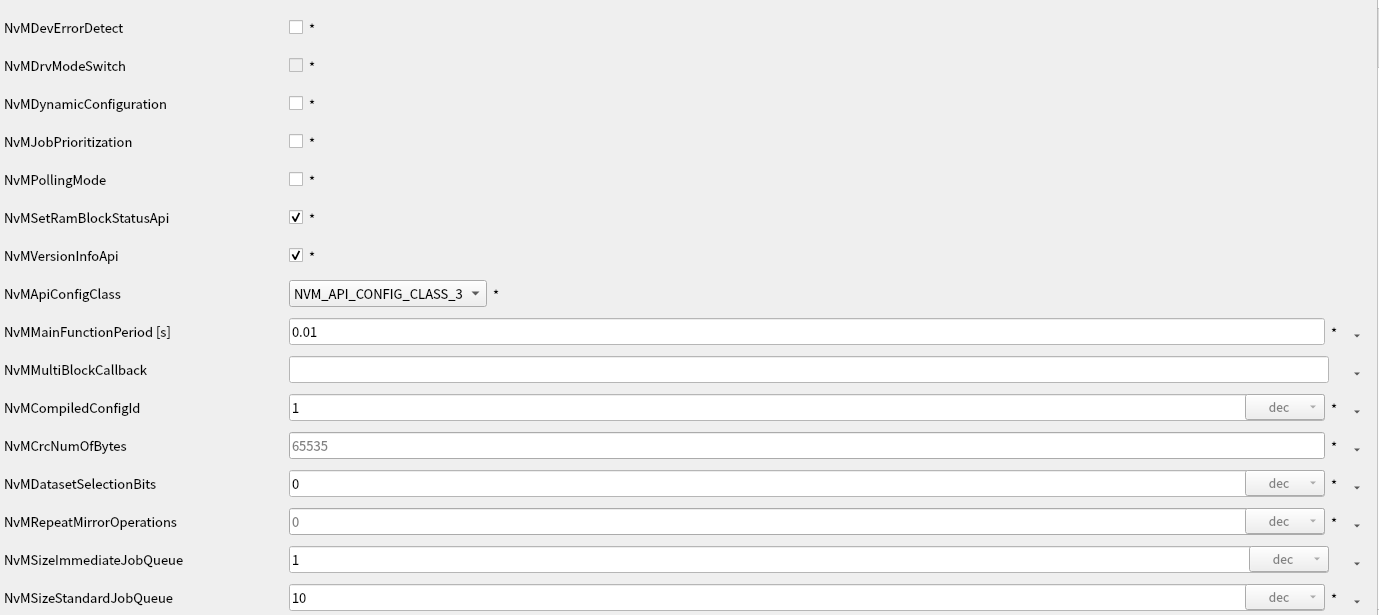 NvMDevErrorDetect *
NvMDrvModeSwitch *
NvMDynamicConfiguration *
NvMJobPrioritization *
NvMPollingMode *
NvMSetRamBlockStatusApi *
NvMVersionInfoApi *
NvMApiConfigClass NVM_API_CONFIG_CLASS_3 *
NvMMainFunctionPeriod [s] 0.01 *
NvMMultiBlockCallback
NvMCompiledConfigId 1 dec *
NvMCrcNumOfBytes 65535 *
NvMDatasetSelectionBits 0 dec *
NvMRepeatMirrorOperations 0 dec *
NvMSizeImmediateJobQueue 1 dec
NvMSizeStandardJobQueue 10 dec *